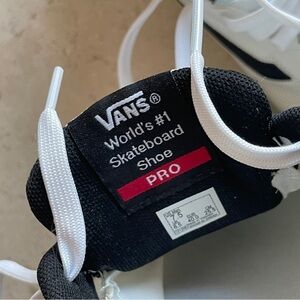 VANS®
World's #1
Skateboard
Shoe
PRO